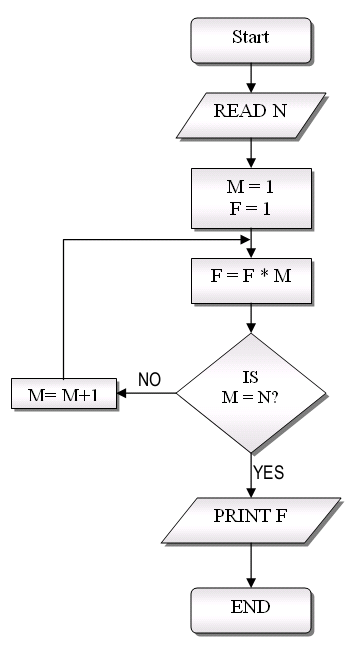 Start
READ N
M = 1
F = 1
F = F * M
IS
M = N?
NO
M= M+1
YES
PRINT F
END